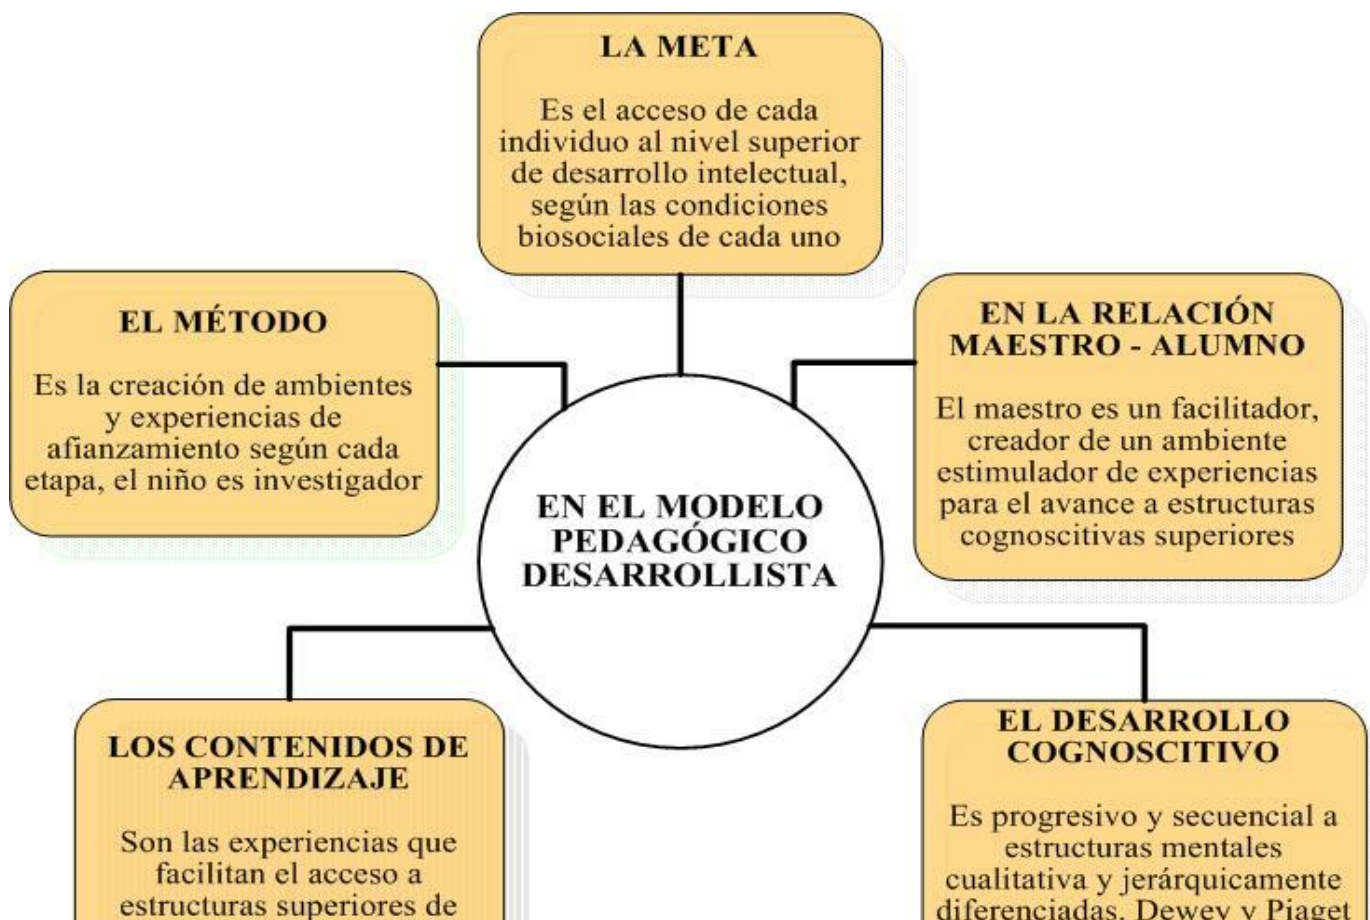 LA META
Es el acceso de cada
individuo al nivel superior
de desarrollo intelectual,
según las condiciones
biosociales de cada uno
EL MÉTODO
Es la creación de ambientes
y experiencias de
afianzamiento según cada
etapa, el niño es investigador
EN LA RELACIÓN
MAESTRO - ALUMNO
El maestro es un facilitador,
creador de un ambiente
estimulador de experiencias
para el avance a estructuras
cognoscitivas superiores
EN EL MODELO
PEDAGÓGICO
DESARROLLISTA
LOS CONTENIDOS DE
APRENDIZAJE
Son las experiencias que
facilitan el acceso a
estructuras superiores de
EL DESARROLLO
COGNOSCITIVO
Es progresivo y secuencial a
estructuras mentales
cualitativa y jerárquicamente
diferenciadas. Dewey y Piaget